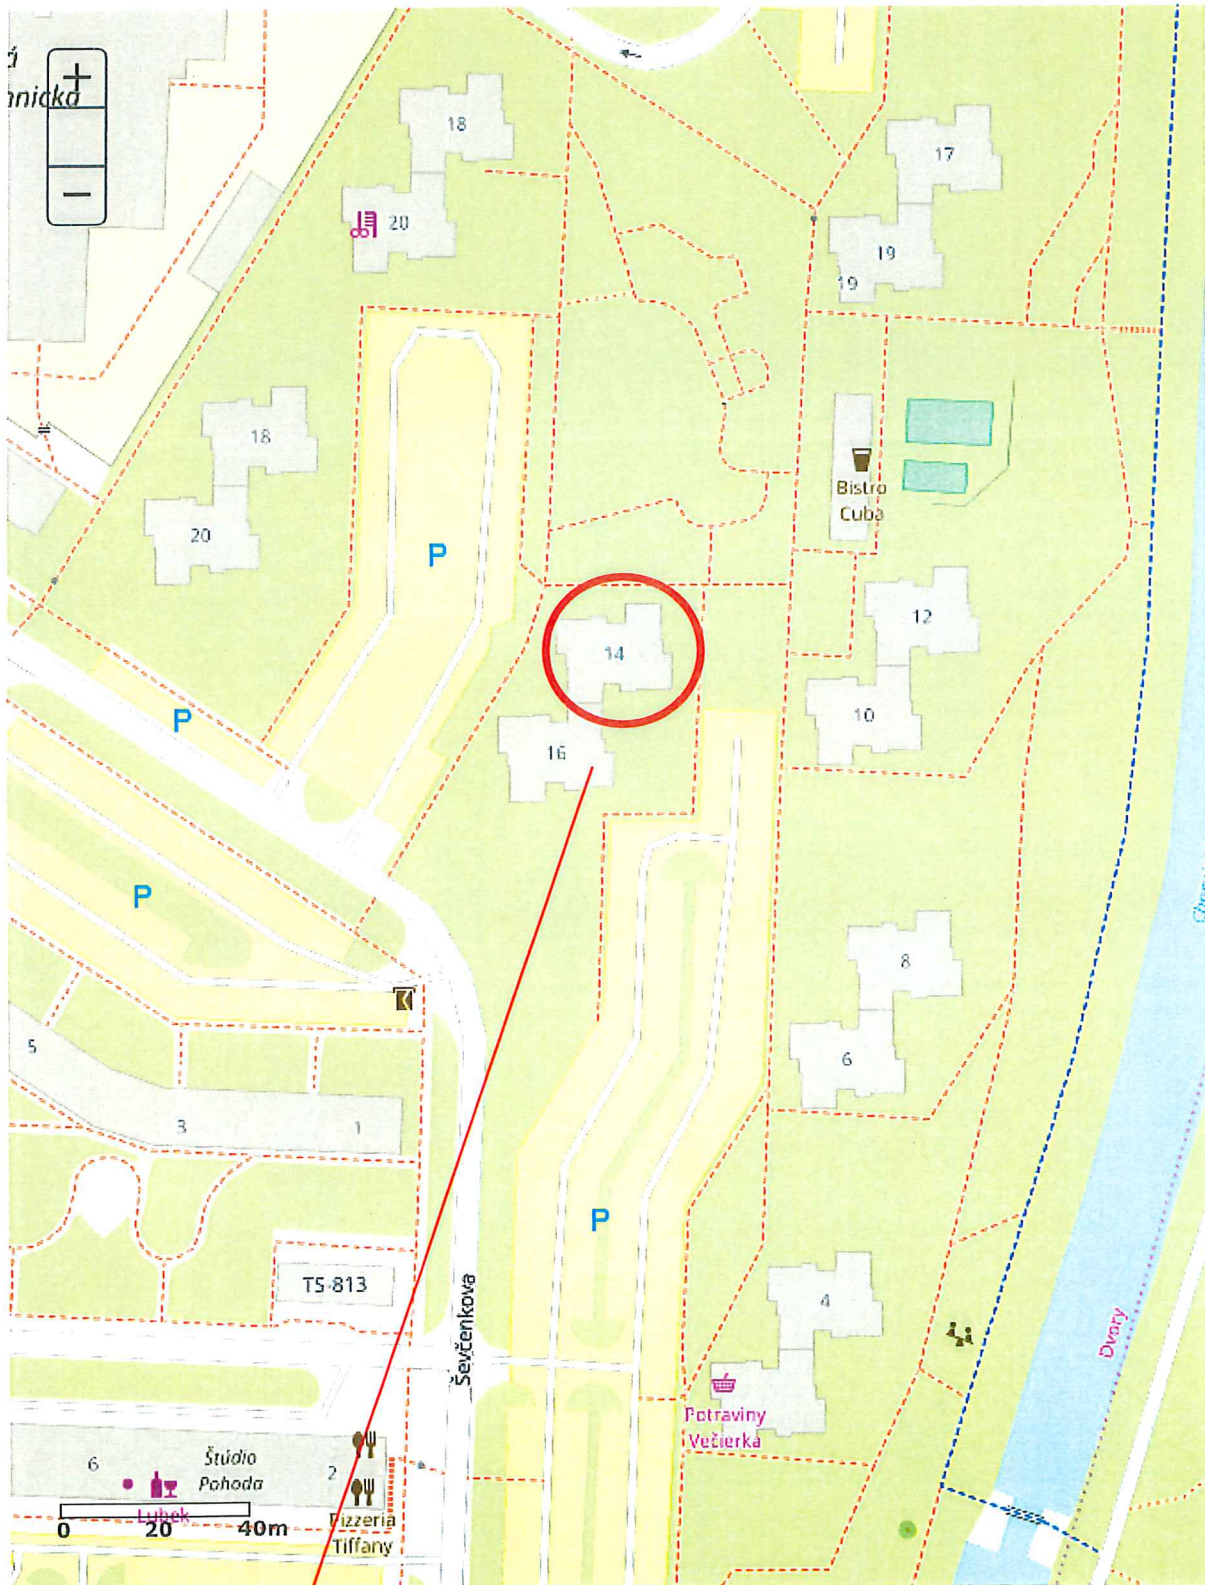 á
hnická
+
−
18
20
17
19
19
18
20
P
Bistro
Cuba
14
16
12
10
P
P
8
6
5
3
1
P
TS-813
Ševčenkova
4
Dvory
Potraviny
Večierka
6
Štúdio
Pohoda
2
Lubek
0
20
40m
Pizzeria
Tiffany